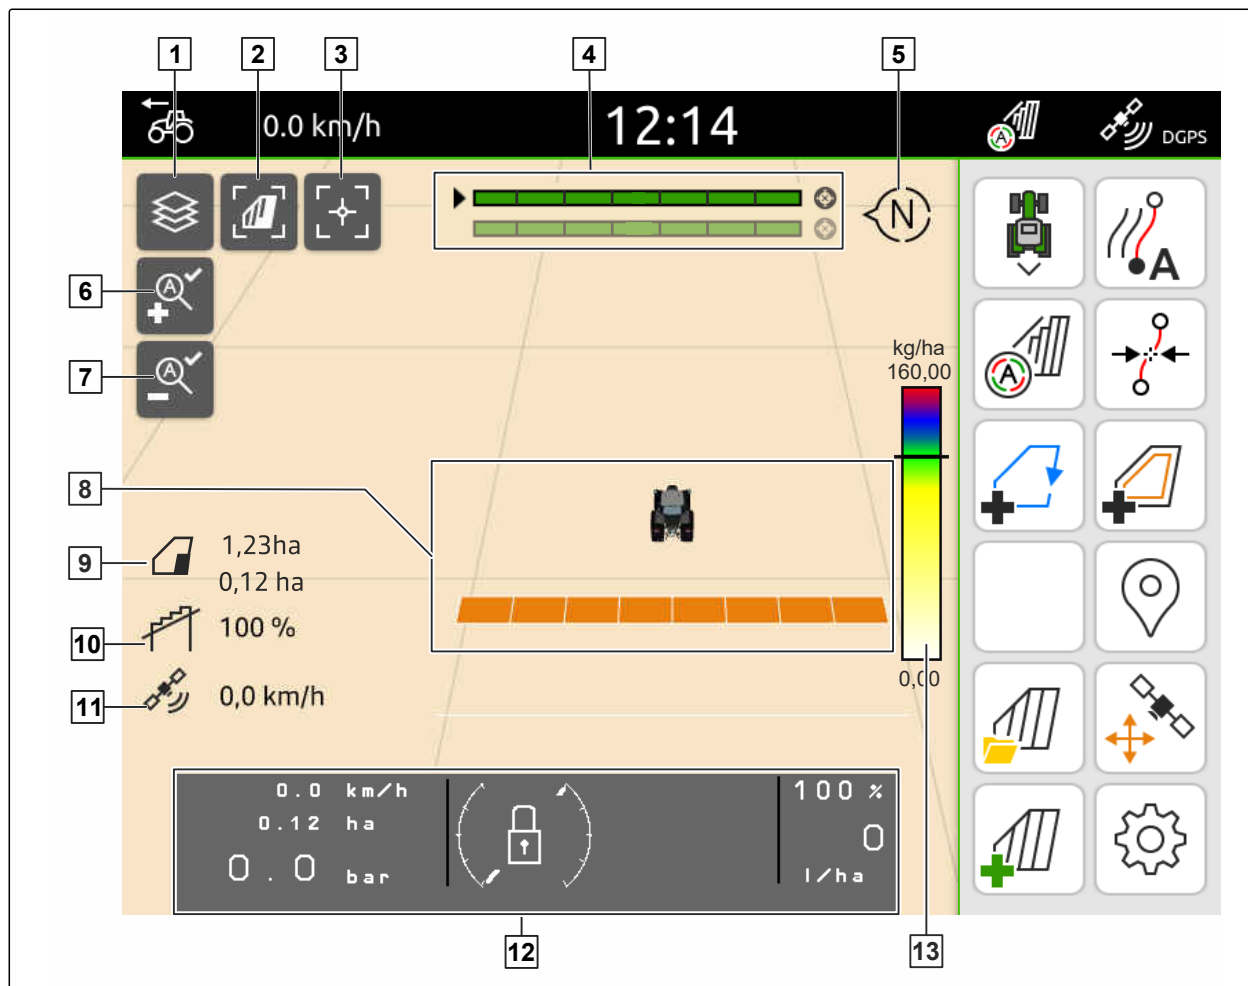 1 2 3 4 5
0.0 km/h 12:14 A DGPS
N
A
6 A
7 A
kg/ha
160,00
A
8
9 1,23ha
0,12 ha
10 100 %
11 0,0 km/h
0,00
0.0 km/h 100 %
0.12 ha 0
0.0 bar l/ha
12 13